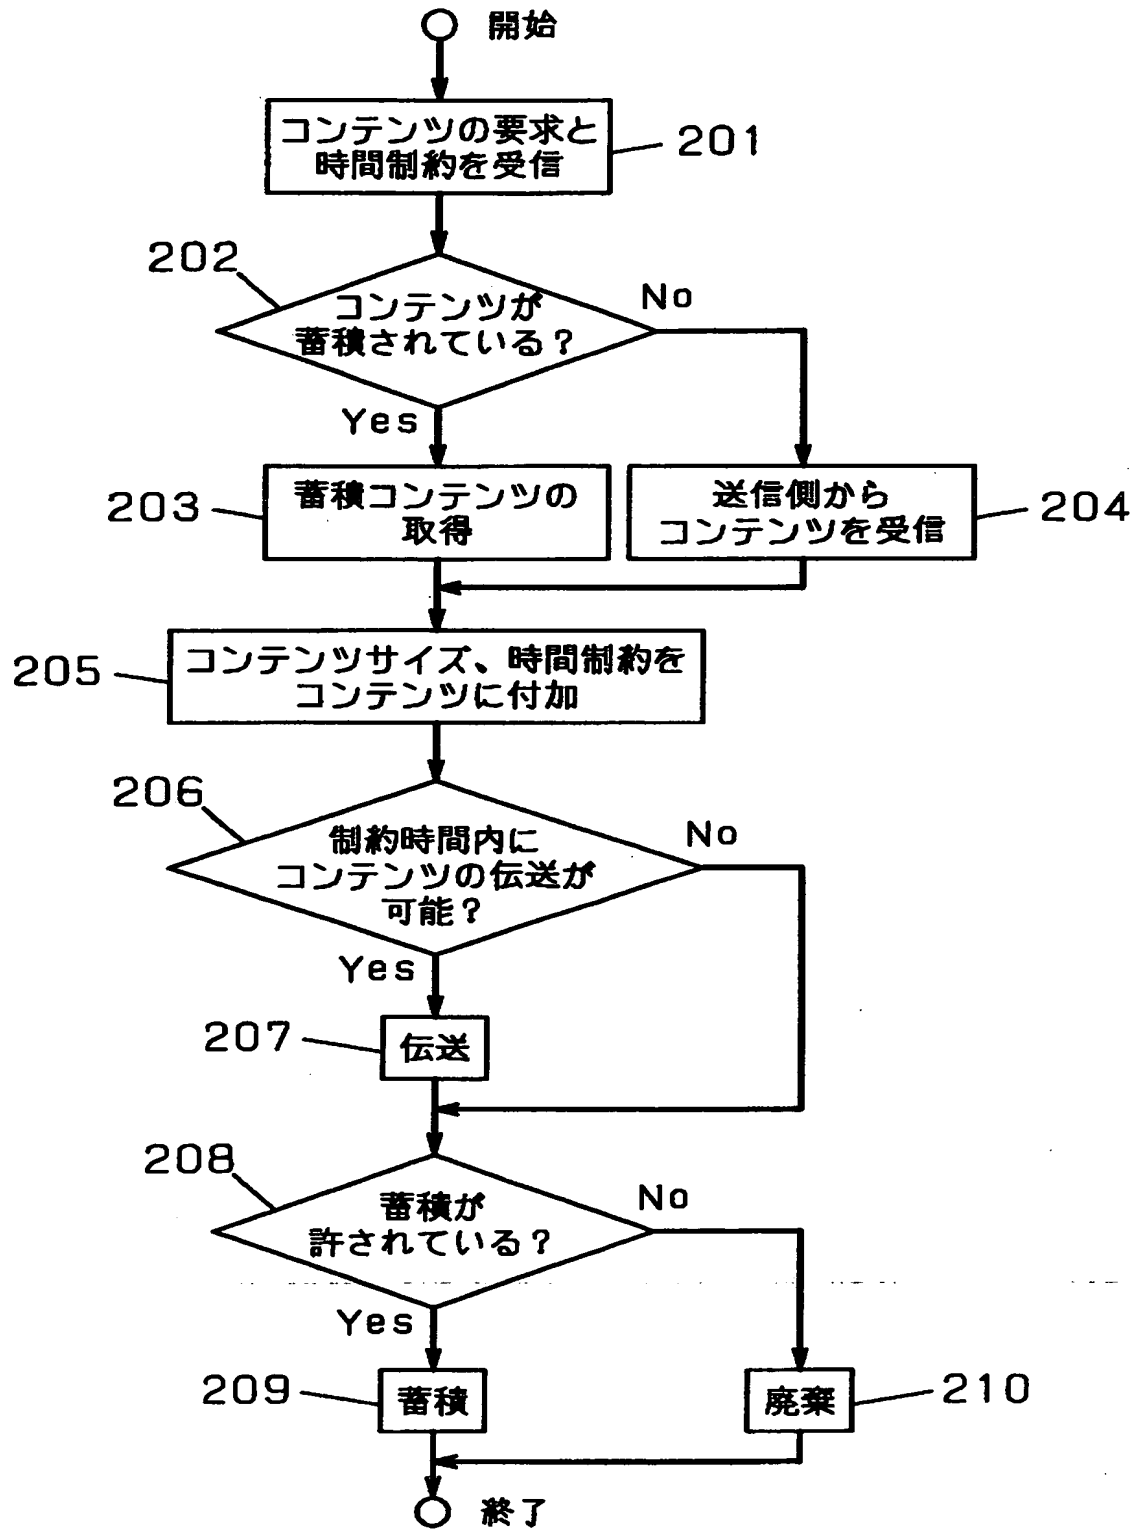 開始
コンテンツの要求と
時間制約を受信
201
202
コンテンツが
蓄積されている？
No
Yes
203
蓄積コンテンツの
取得
送信側から
コンテンツを受信
204
205
コンテンツサイズ、時間制約を
コンテンツに付加
206
制約時間内に
コンテンツの伝送が
可能？
No
Yes
207
伝送
208
蓄積が
許されている？
No
Yes
209
蓄積
廃棄
210
終了